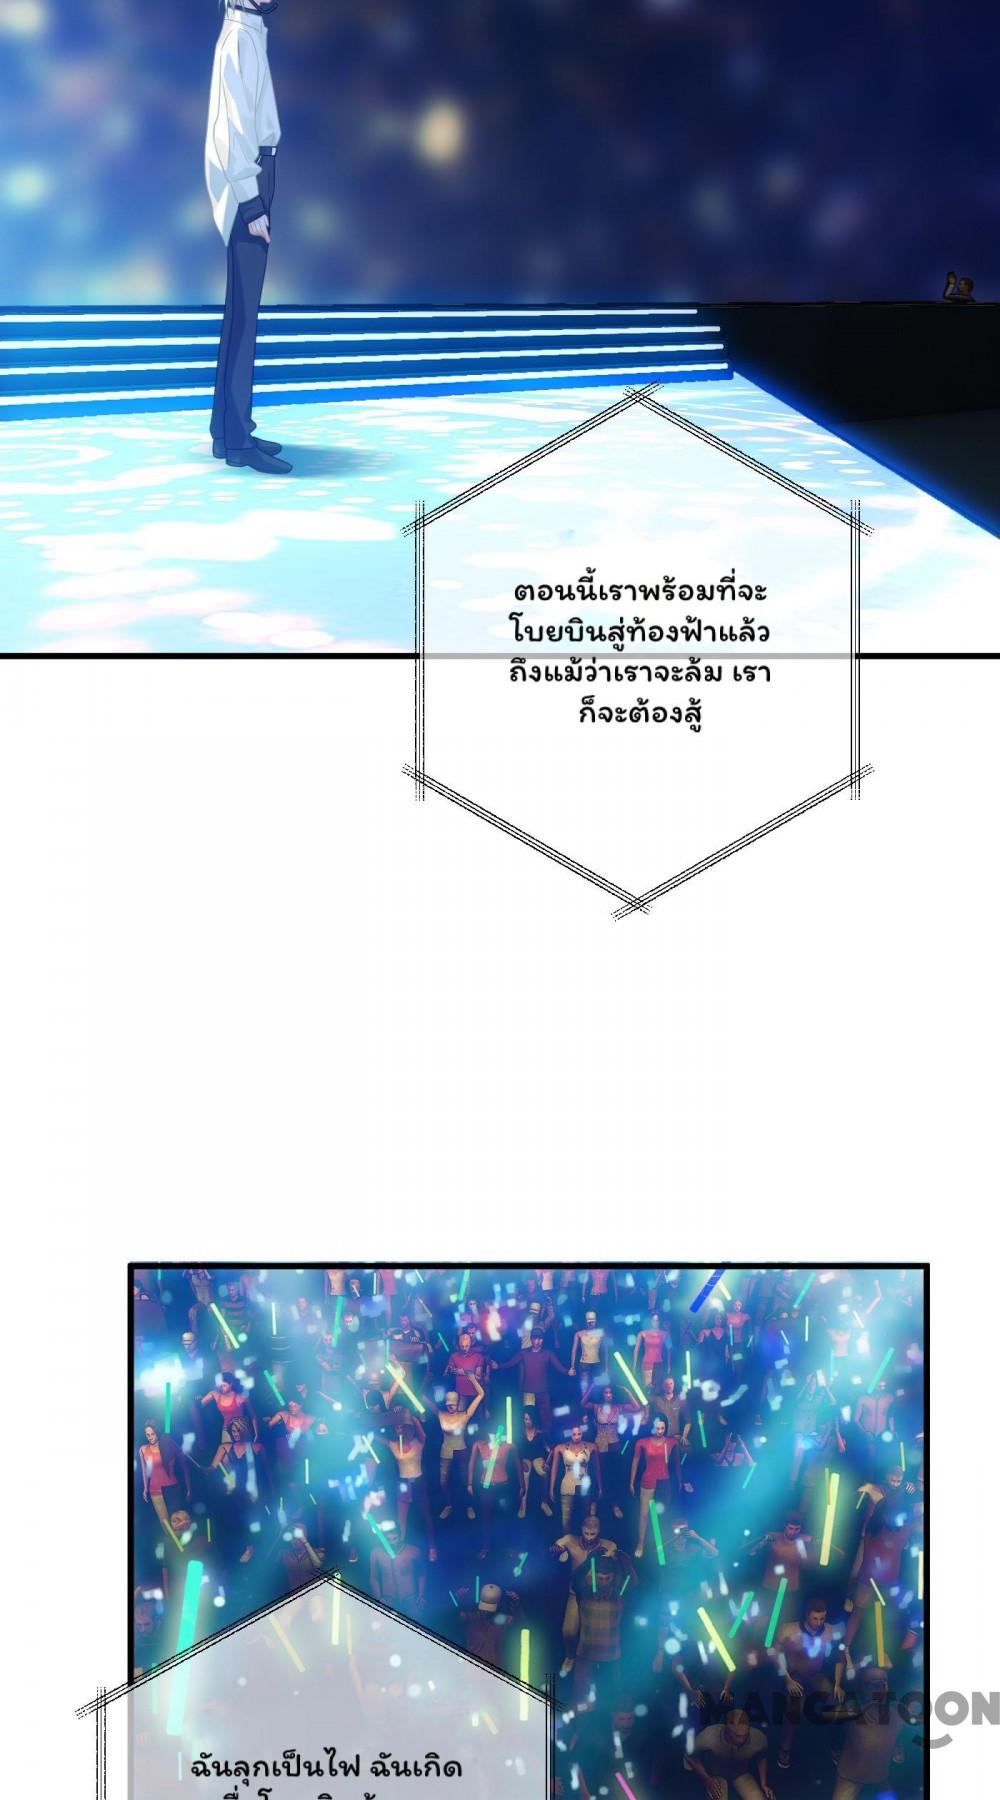 ตอนนี้เราพร้อมที่จะ
โบยบินสู่ท้องฟ้าแล้ว
ถึงแม้ว่าเราจะล้ม เรา
ก็จะต้องสู้
MANGATOON
ฉันลุกเป็นไฟ ฉันเกิด